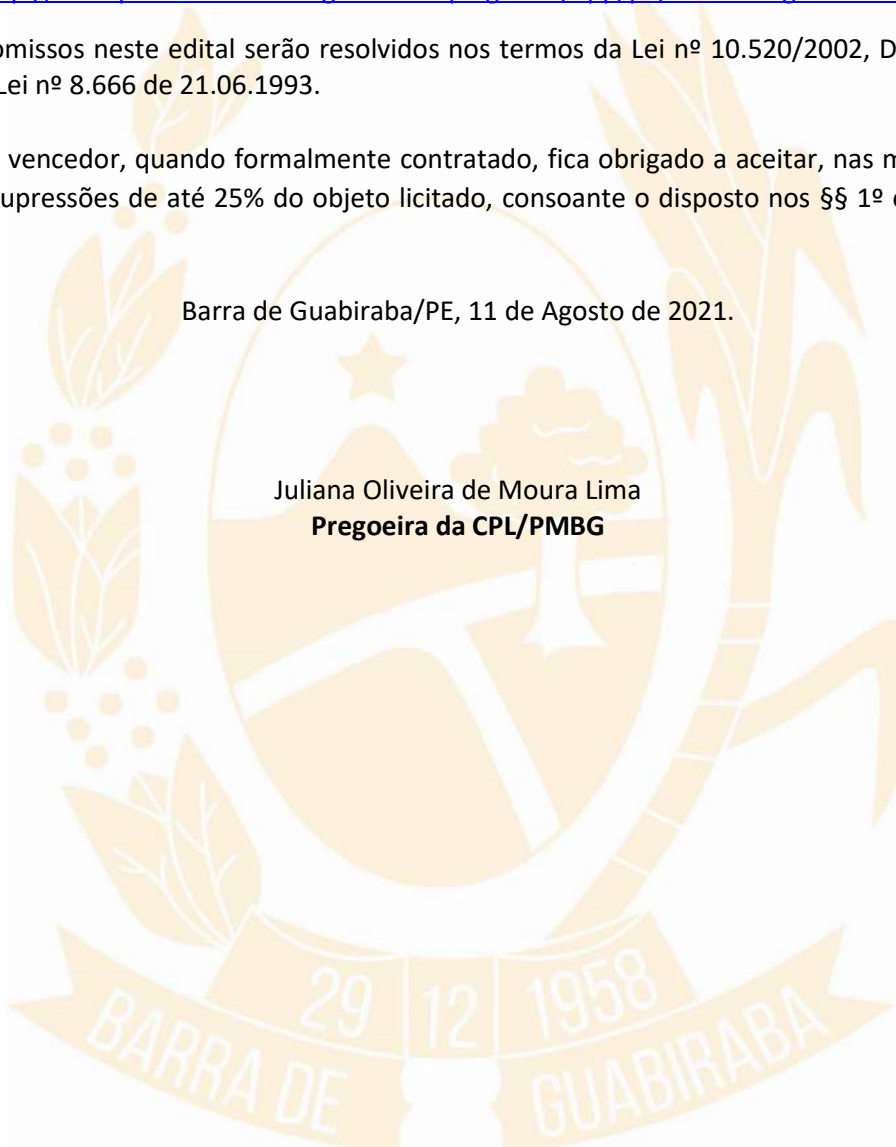 omissos neste edital serão resolvidos nos termos da Lei nº 10.520/2002, D
Lei nº 8.666 de 21.06.1993.
vencedor, quando formalmente contratado, fica obrigado a aceitar, nas m
upressões de até 25% do objeto licitado, consoante o disposto nos §§ 1º
Barra de Guabiraba/PE, 11 de Agosto de 2021.
Juliana Oliveira de Moura Lima
Pregoeira da CPL/PMBG
29 12 1958
BARRA DE GUABIRABA